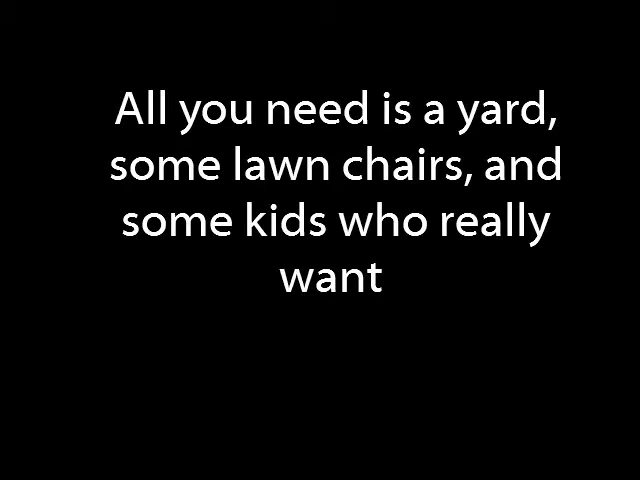 All you need is a yard,
some lawn chairs, and
some kids who really
want